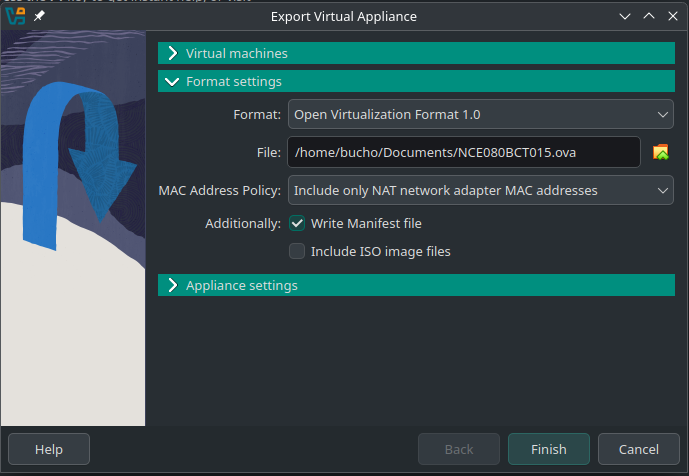 Export Virtual Appliance
Virtual machines
Format settings
Format: Open Virtualization Format 1.0
File: /home/bucho/Documents/NCE080BCT015.ova
MAC Address Policy: Include only NAT network adapter MAC addresses
Additionally: Write Manifest file
Include ISO image files
Appliance settings
Help Back Finish Cancel